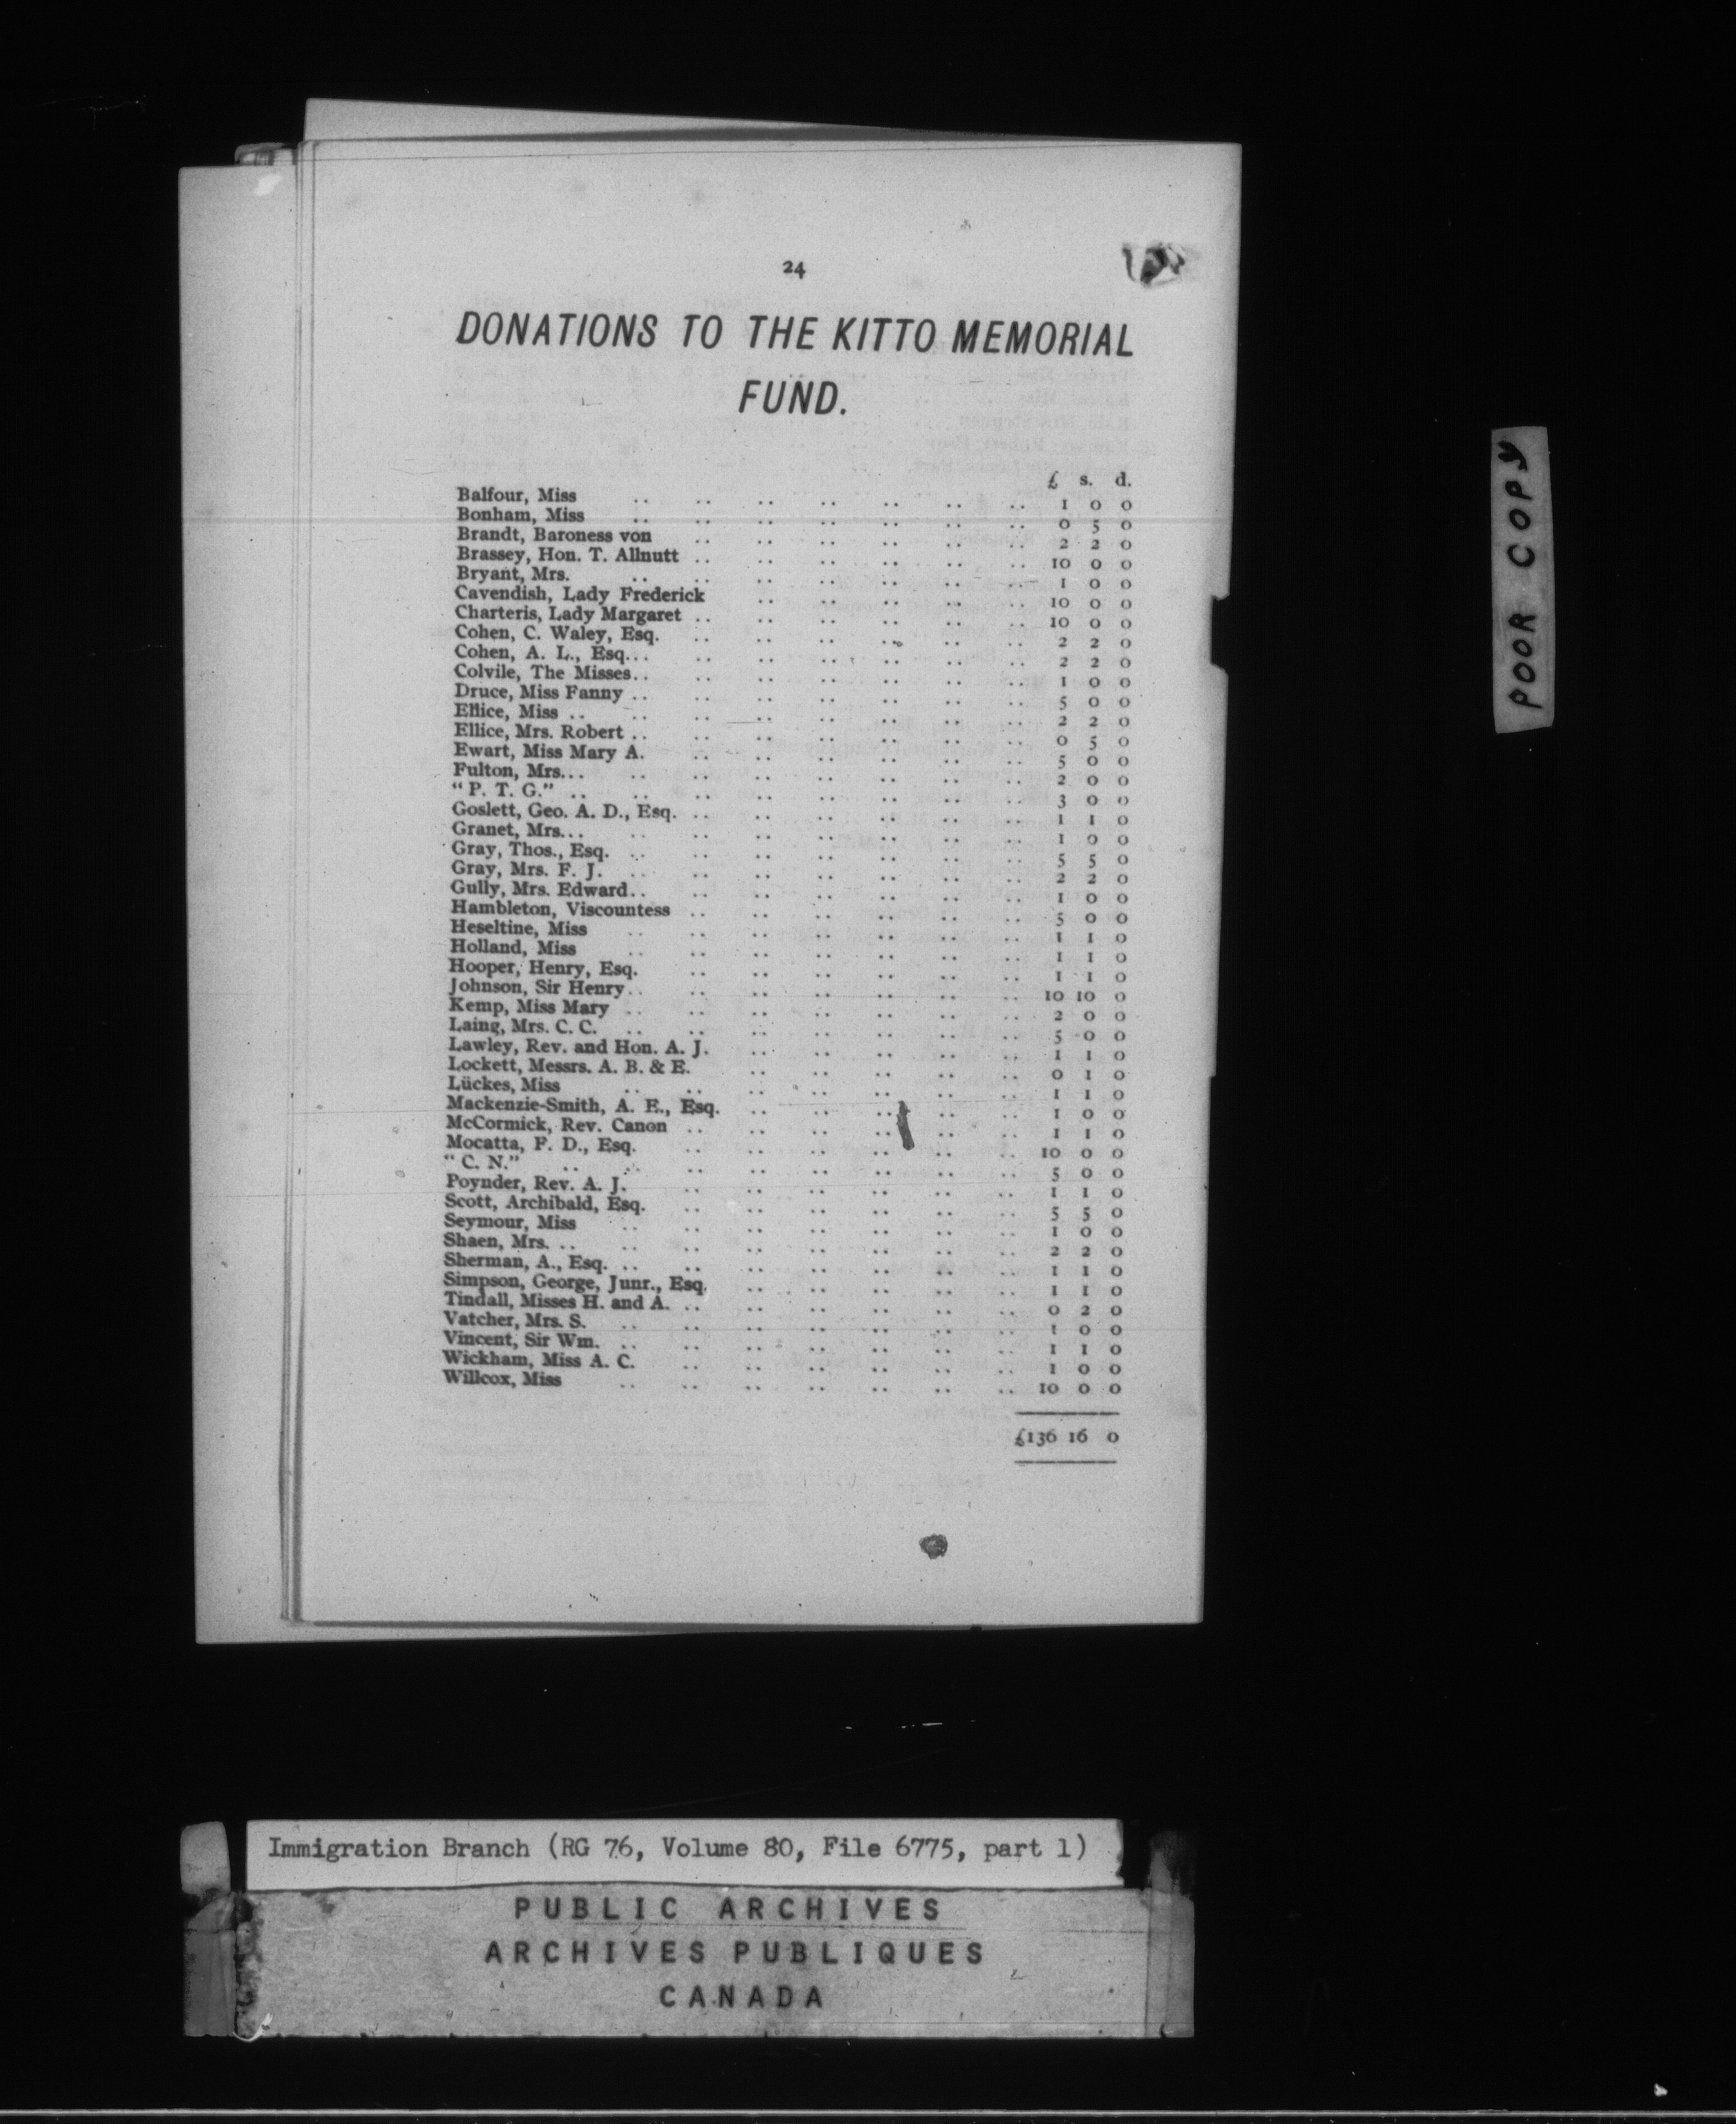 24
DONATIONS TO THE KITTO MEMORIAL
FUND.
£ s. d.
Balfour, Miss .. .. .. .. .. .. .. 1 0 0
Bonham, Miss .. .. .. .. .. .. .. 0 5 0
Brandt, Baroness von .. .. .. .. .. .. 2 2 0
Brassey, Hon. T. Allnutt .. .. .. .. .. .. 10 0 0
Bryant, Mrs. .. .. .. .. .. .. .. 1 0 0
Cavendish, Lady Frederick .. .. .. .. .. 10 0 0
Charteris, Lady Margaret .. .. .. .. .. .. 10 0 0
Cohen, C. Waley, Esq. .. .. .. .. .. .. 2 2 0
Cohen, A. L., Esq... .. .. .. .. .. .. 2 2 0
Colvile, The Misses.. .. .. .. .. .. .. 1 0 0
Druce, Miss Fanny .. .. .. .. .. .. .. 5 0 0
Ellice, Miss .. .. .. .. .. .. .. .. 2 2 0
Ellice, Mrs. Robert .. .. .. .. .. .. .. 0 5 0
Ewart, Miss Mary A. .. .. .. .. .. .. 5 0 0
Fulton, Mrs... .. .. .. .. .. .. .. 2 0 0
“P. T. G.” .. .. .. .. .. .. .. .. 3 0 0
Goslett, Geo. A. D., Esq. .. .. .. .. .. .. 1 1 0
Granet, Mrs... .. .. .. .. .. .. .. 1 0 0
Gray, Thos., Esq. .. .. .. .. .. .. .. 5 5 0
Gray, Mrs. F. J. .. .. .. .. .. .. .. 2 2 0
Gully, Mrs. Edward.. .. .. .. .. .. .. 1 0 0
Hambleton, Viscountess .. .. .. .. .. .. 5 0 0
Heseltine, Miss .. .. .. .. .. .. .. 1 1 0
Holland, Miss .. .. .. .. .. .. .. 1 1 0
Hooper, Henry, Esq. .. .. .. .. .. .. 1 1 0
Johnson, Sir Henry.. .. .. .. .. .. .. 10 10 0
Kemp, Miss Mary .. .. .. .. .. .. .. 2 0 0
Laing, Mrs. C. C. .. .. .. .. .. .. .. 5 0 0
Lawley, Rev. and Hon. A. J. .. .. .. .. .. 1 1 0
Lockett, Messrs. A. B. & E. .. .. .. .. .. 0 1 0
Lückes, Miss .. .. .. .. .. .. .. 1 1 0
Mackenzie-Smith, A. E., Esq. .. .. .. .. .. 1 0 0
McCormick, Rev. Canon .. .. .. .. .. .. 1 1 0
Mocatta, F. D., Esq. .. .. .. .. .. .. 10 0 0
“C. N.” .. .. .. .. .. .. .. .. 5 0 0
Poynder, Rev. A. J. .. .. .. .. .. .. 1 1 0
Scott, Archibald, Esq. .. .. .. .. .. .. 5 5 0
Seymour, Miss .. .. .. .. .. .. .. 1 0 0
Shaen, Mrs. .. .. .. .. .. .. .. .. 2 2 0
Sherman, A., Esq. .. .. .. .. .. .. .. 1 1 0
Simpson, George, Junr., Esq. .. .. .. .. .. 1 1 0
Tindall, Misses H. and A. .. .. .. .. .. .. 0 2 0
Vatcher, Mrs. S. .. .. .. .. .. .. .. 1 0 0
Vincent, Sir Wm. .. .. .. .. .. .. .. 1 1 0
Wickham, Miss A. C. .. .. .. .. .. .. 1 0 0
Willcox, Miss .. .. .. .. .. .. .. 10 0 0
£136 16 0
POOR COPY
Immigration Branch (RG 76, Volume 80, File 6775, part 1)
PUBLIC ARCHIVES
ARCHIVES PUBLIQUES
CANADA